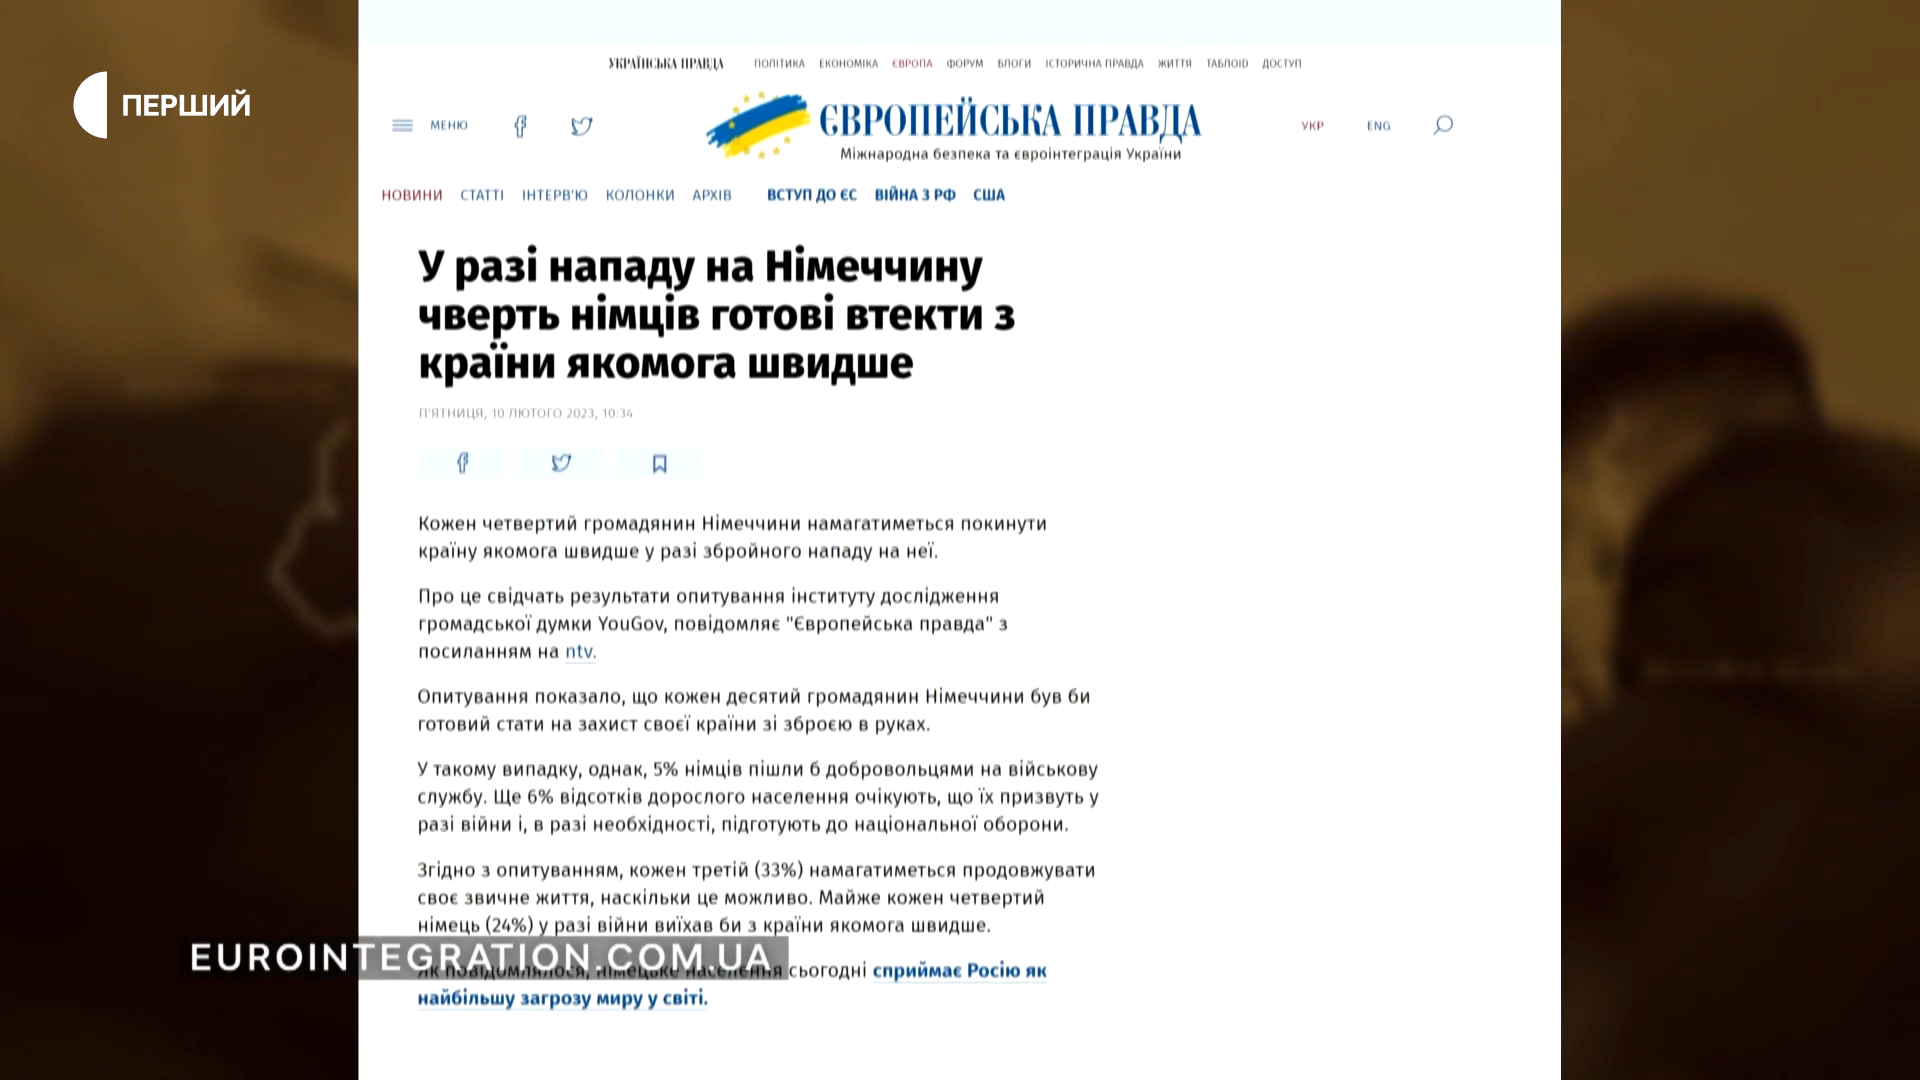 ПЕРШИЙ
УКРАЇНСЬКА ПРАВДА ПОЛІТИКА ЕКОНОМІКА ЄВРОПА ФОРУМ БЛОГИ ІСТОРИЧНА ПРАВДА ЖИТТЯ ТАБЛОID ДОСТУП
МЕНЮ
ЄВРОПЕЙСЬКА ПРАВДА
Міжнародна безпека та євроінтеграція України
УКР ENG
НОВИНИ СТАТТІ ІНТЕРВ'Ю КОЛОНКИ АРХІВ ВСТУП ДО ЄС ВІЙНА З РФ США
У разі нападу на Німеччину
чверть німців готові втекти з
країни якомога швидше
П'ЯТНИЦЯ, 10 ЛЮТОГО 2023, 10:34
Кожен четвертий громадянин Німеччини намагатиметься покинути
країну якомога швидше у разі збройного нападу на неї.
Про це свідчать результати опитування інституту дослідження
громадської думки YouGov, повідомляє "Європейська правда" з
посиланням на ntv.
Опитування показало, що кожен десятий громадянин Німеччини був би
готовий стати на захист своєї країни зі зброєю в руках.
У такому випадку, однак, 5% німців пішли б добровольцями на військову
службу. Ще 6% відсотків дорослого населення очікують, що їх призвуть у
разі війни і, в разі необхідності, підготують до національної оборони.
Згідно з опитуванням, кожен третій (33%) намагатиметься продовжувати
своє звичне життя, наскільки це можливо. Майже кожен четвертий
німець (24%) у разі війни виїхав би з країни якомога швидше.
EUROINTEGRATION.COM.UA
Як повідомлялося, німецьке населення сьогодні сприймає Росію як
найбільшу загрозу миру у світі.